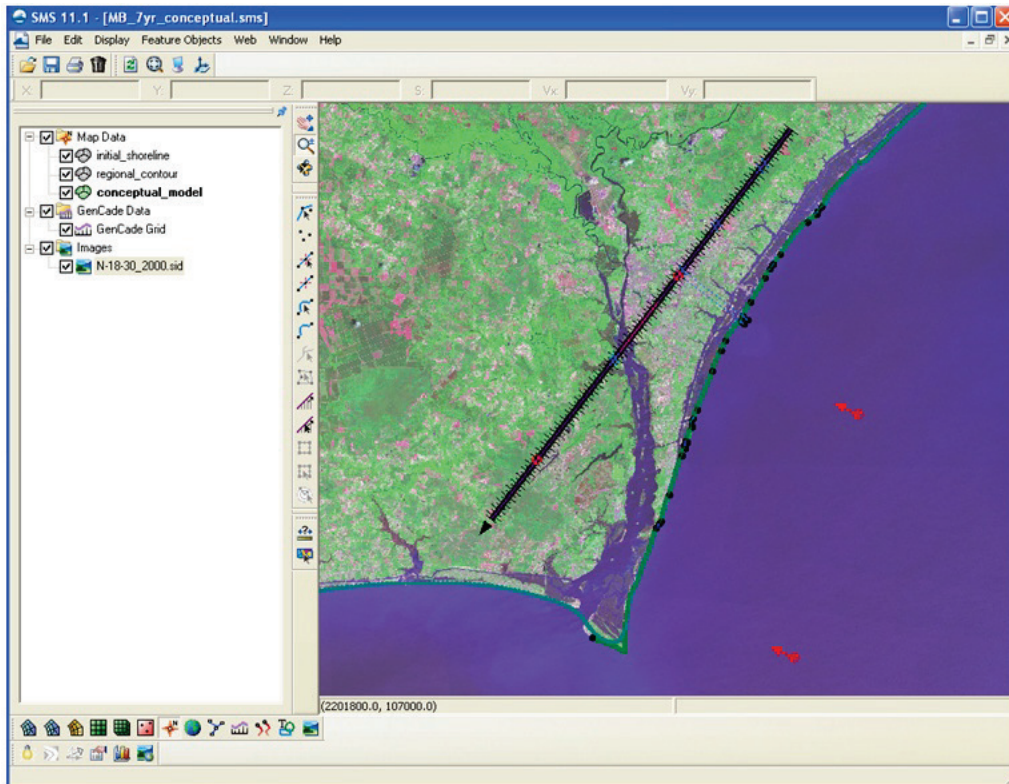 SMS 11.1 - [MB_7yr_conceptual.sms]
File Edit Display Feature Objects Web Window Help
X: Y: Z: S: Vx: Vy:
Map Data
initial_shoreline
regional_contour
conceptual_model
GenCade Data
GenCade Grid
Images
N-18-30_2000.sid
(2201800.0, 107000.0)